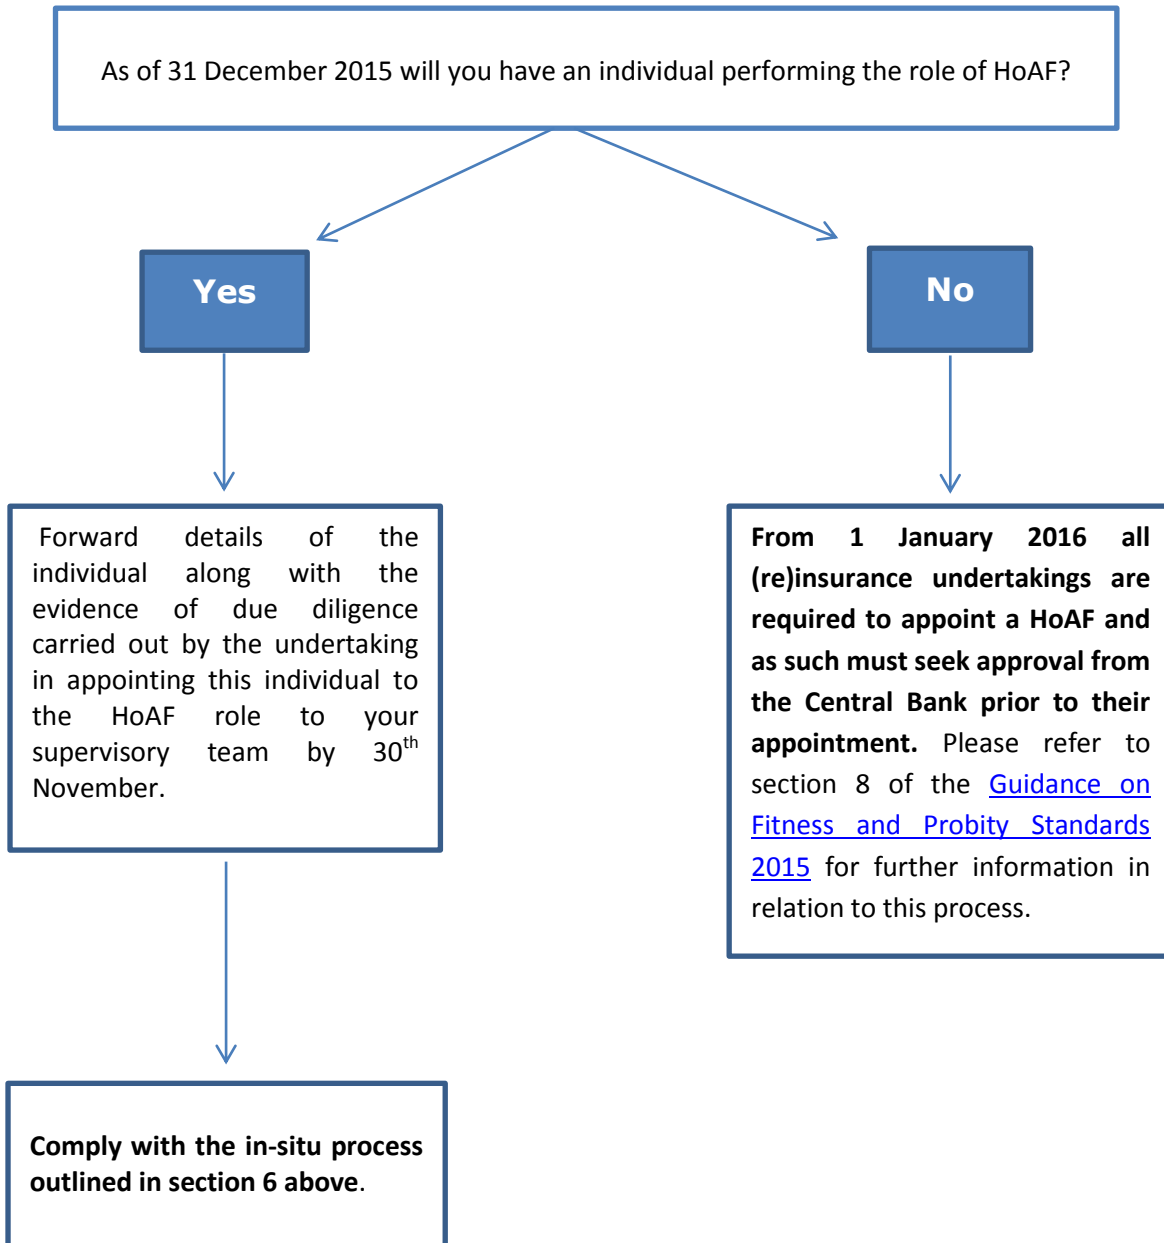 As of 31 December 2015 will you have an individual performing the role of HoAF?
Yes
No
Forward details of the
individual along with the
evidence of due diligence
carried out by the undertaking
in appointing this individual to
the HoAF role to your
supervisory team by 30th
November.
From 1 January 2016 all
(re)insurance undertakings are
required to appoint a HoAF and
as such must seek approval from
the Central Bank prior to their
appointment. Please refer to
section 8 of the Guidance on
Fitness and Probity Standards
2015 for further information in
relation to this process.
Comply with the in-situ process
outlined in section 6 above.